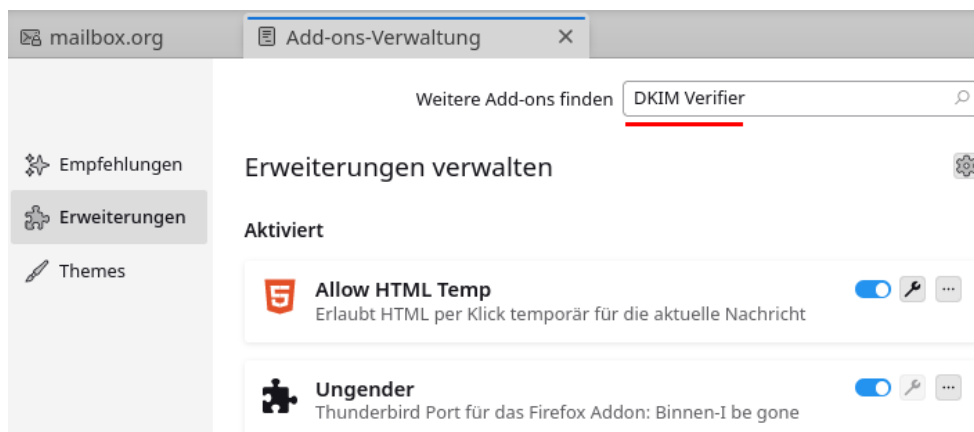 mailbox.org
Add-ons-Verwaltung
Weitere Add-ons finden DKIM Verifier
Empfehlungen
Erweiterungen
Themes
Erweiterungen verwalten
Aktiviert
Allow HTML Temp
Erlaubt HTML per Klick temporär für die aktuelle Nachricht
Ungender
Thunderbird Port für das Firefox Addon: Binnen-I be gone